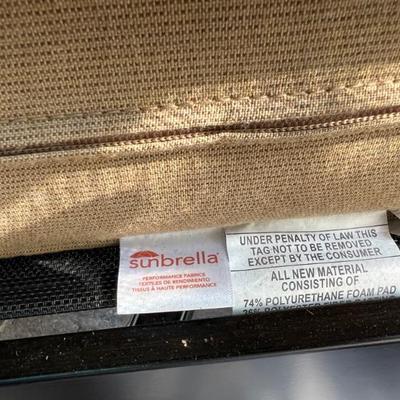 sunbrella®
PERFORMANCE FABRICS
TEXTILES DE RENDIMIENTO
TISSUS À HAUTE PERFORMANCE
UNDER PENALTY OF LAW THIS
TAG NOT TO BE REMOVED
EXCEPT BY THE CONSUMER
ALL NEW MATERIAL
CONSISTING OF
74% POLYURETHANE FOAM PAD